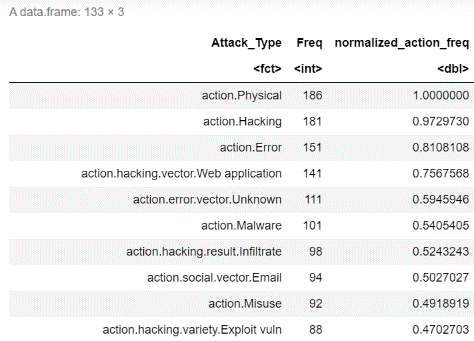 A data.frame: 133 × 3
Attack_Type Freq normalized_action_freq
<fct> <int> <dbl>
action.Physical 186 1.0000000
action.Hacking 181 0.9729730
action.Error 151 0.8108108
action.hacking.vector.Web application 141 0.7567568
action.error.vector.Unknown 111 0.5945946
action.Malware 101 0.5405405
action.hacking.result.Infiltrate 98 0.5243243
action.social.vector.Email 94 0.5027027
action.Misuse 92 0.4918919
action.hacking.variety.Exploit vuln 88 0.4702703